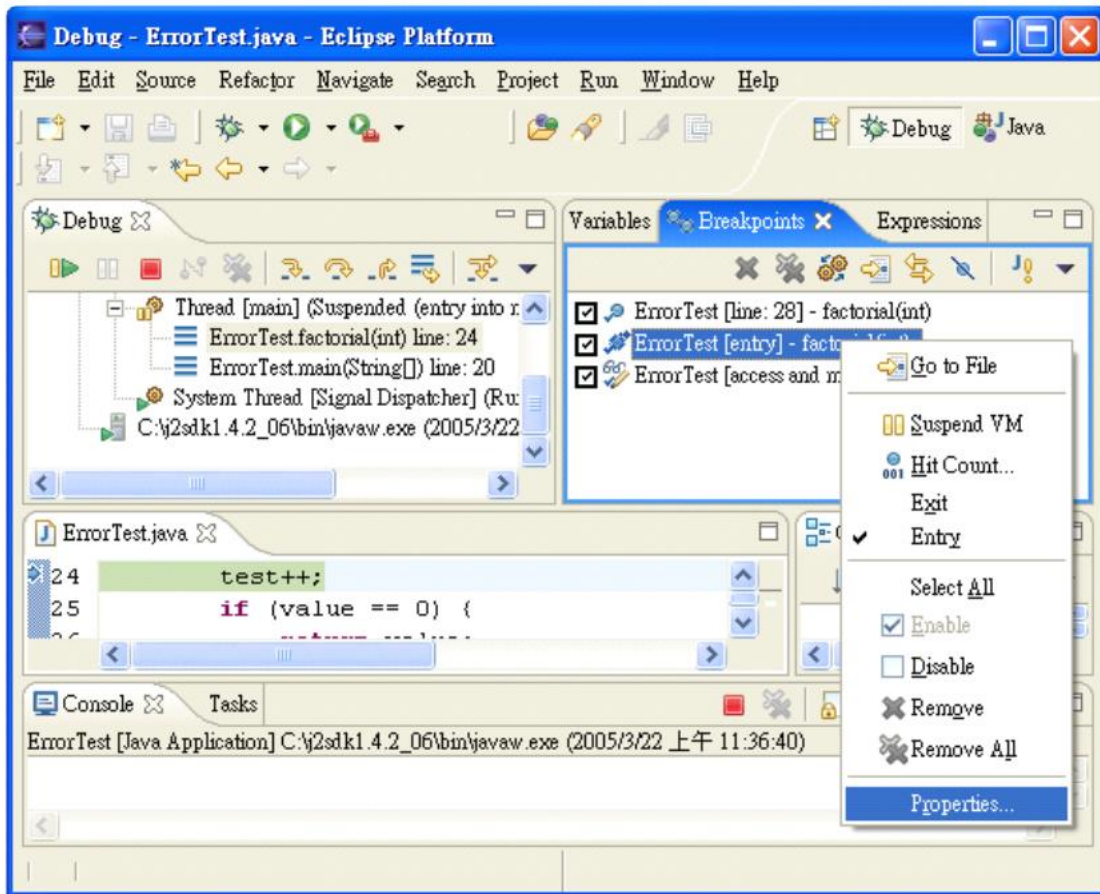 Debug - ErrorTest.java - Eclipse Platform
File Edit Source Refactor Navigate Search Project Run Window Help
Debug Java
Debug
Thread [main] (Suspended (entry into
ErrorTest.factorial(int) line: 24
ErrorTest.main(String[]) line: 20
System Thread [Signal Dispatcher]
C:\j2sdk1.4.2_06\bin\javaw.exe (2005/3/22
Variables Breakpoints Expressions
ErrorTest [line: 28] - factorial(int)
ErrorTest [entry] -
ErrorTest [access and
Go to File
Suspend VM
001 Hit Count...
Exit
Entry
Select All
Enable
Disable
Remove
Remove All
Properties...
ErrorTest.java
24 test++;
25 if (value == 0) {
Console Tasks
ErrorTest [Java Application] C:\j2sdk1.4.2_06\bin\javaw.exe (2005/3/22 上午 11:36:40)